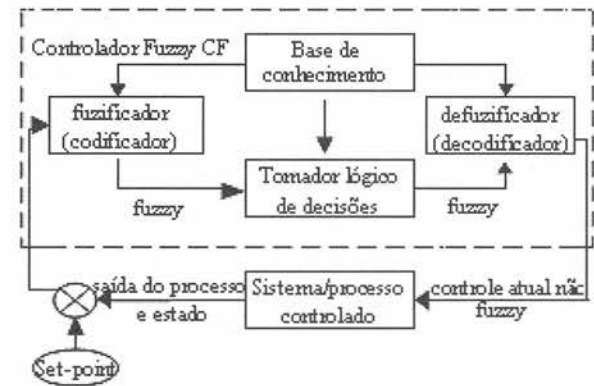 Controlador Fuzzy CF
Base de
conhecimento
fuzificador
(codificador)
defuzificador
(decodificador)
Tomador lógico
de decisões
fuzzy
fuzzy
saída do processo
e estado
Sistema/processo
controlado
controle atual não
fuzzy
Set-point